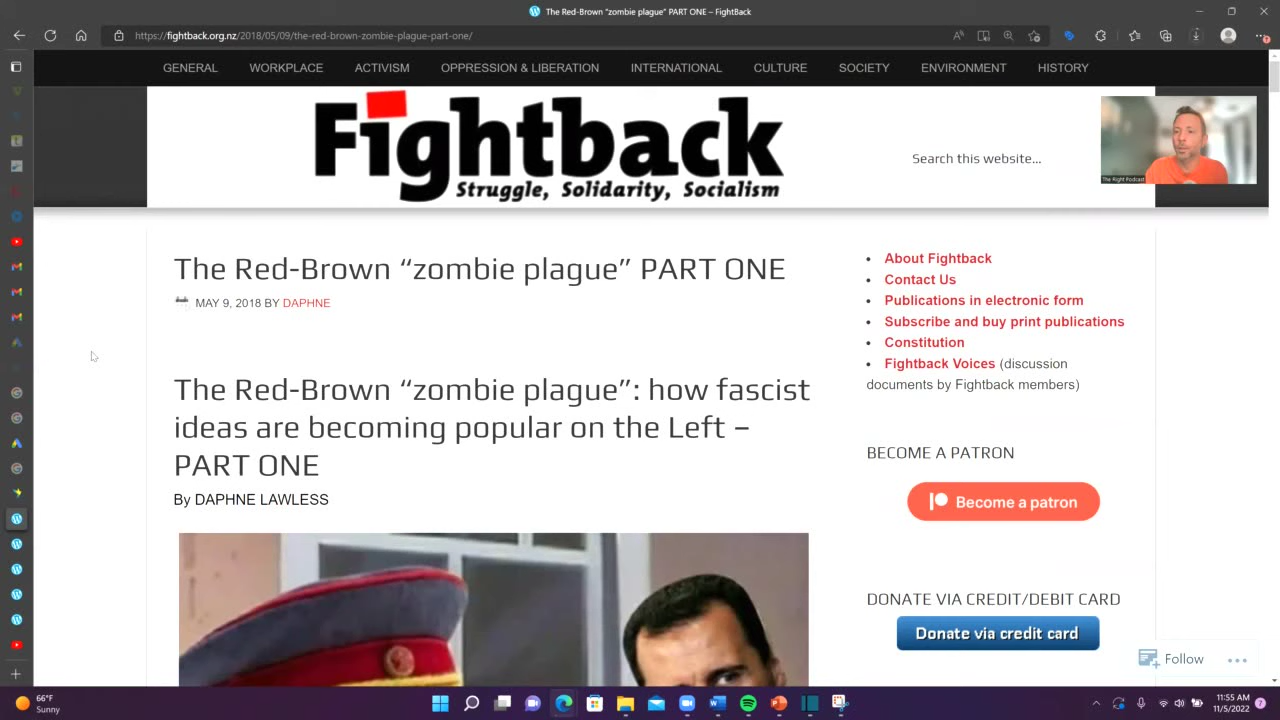 The Red-Brown “zombie plague” PART ONE – FightBack
https://fightback.org.nz/2018/05/09/the-red-brown-zombie-plague-part-one/
GENERAL WORKPLACE ACTIVISM OPPRESSION & LIBERATION INTERNATIONAL CULTURE SOCIETY ENVIRONMENT HISTORY
Fightback
Struggle, Solidarity, Socialism
Search this website...
The Right Podcast
The Red-Brown “zombie plague” PART ONE
MAY 9, 2018 BY DAPHNE
The Red-Brown “zombie plague”: how fascist
ideas are becoming popular on the Left –
PART ONE
By DAPHNE LAWLESS
About Fightback
Contact Us
Publications in electronic form
Subscribe and buy print publications
Constitution
Fightback Voices (discussion
documents by Fightback members)
BECOME A PATRON
Become a patron
DONATE VIA CREDIT/DEBIT CARD
Donate via credit card
Follow
66°F
Sunny
11:55 AM
11/5/2022